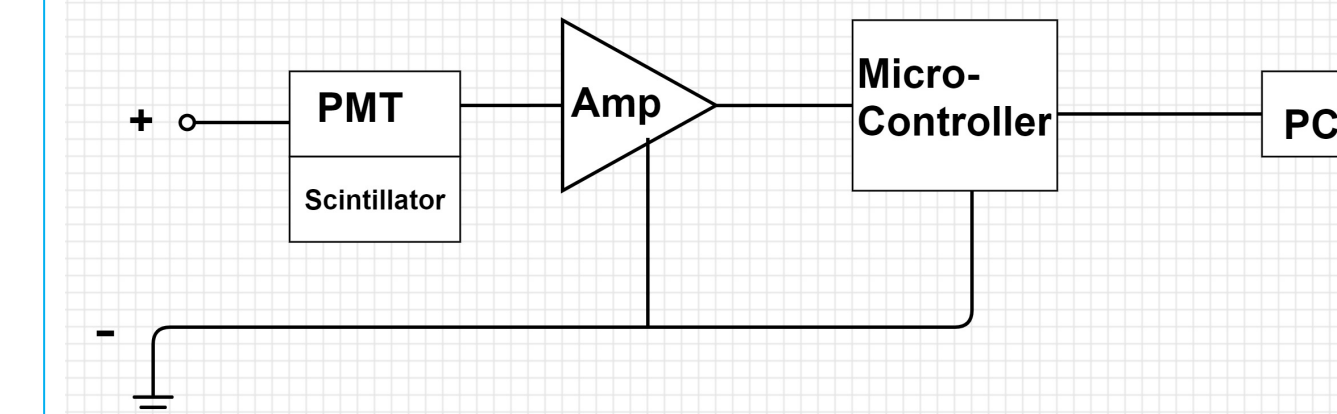 +
PMT
Scintillator
Amp
Micro-
Controller
PC
-